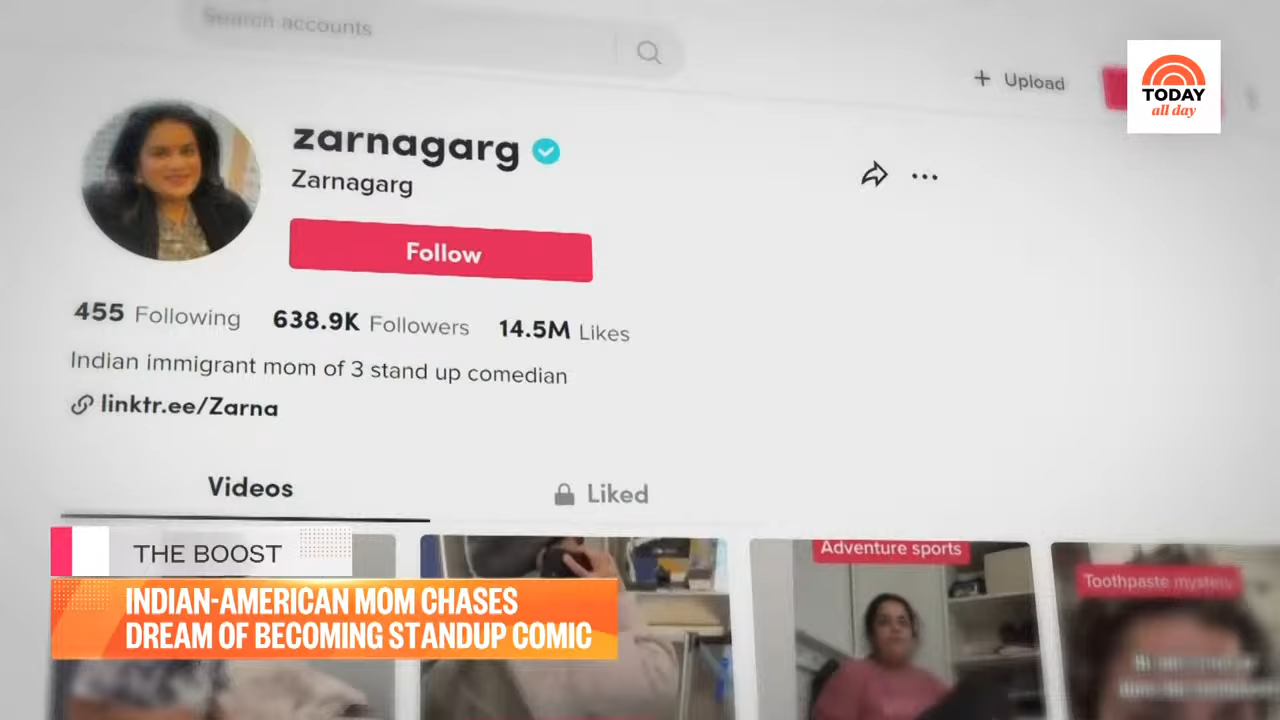 Search accounts
+ Upload
TODAY
all day
zarnagarg
Zarnagarg
Follow
455 Following 638.9K Followers 14.5M Likes
Indian immigrant mom of 3 stand up comedian
linktr.ee/Zarna
Videos
Liked
Adventure sports
Toothpaste mystery
THE BOOST
INDIAN-AMERICAN MOM CHASES
DREAM OF BECOMING STANDUP COMIC